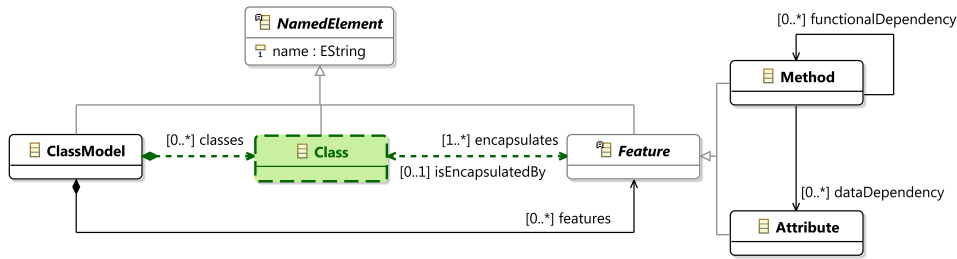 NamedElement
name : EString
[0..*] functionalDependency
Method
ClassModel
[0..*] classes
Class
[1..*] encapsulates
[0..1] isEncapsulatedBy
Feature
[0..*] dataDependency
[0..*] features
Attribute